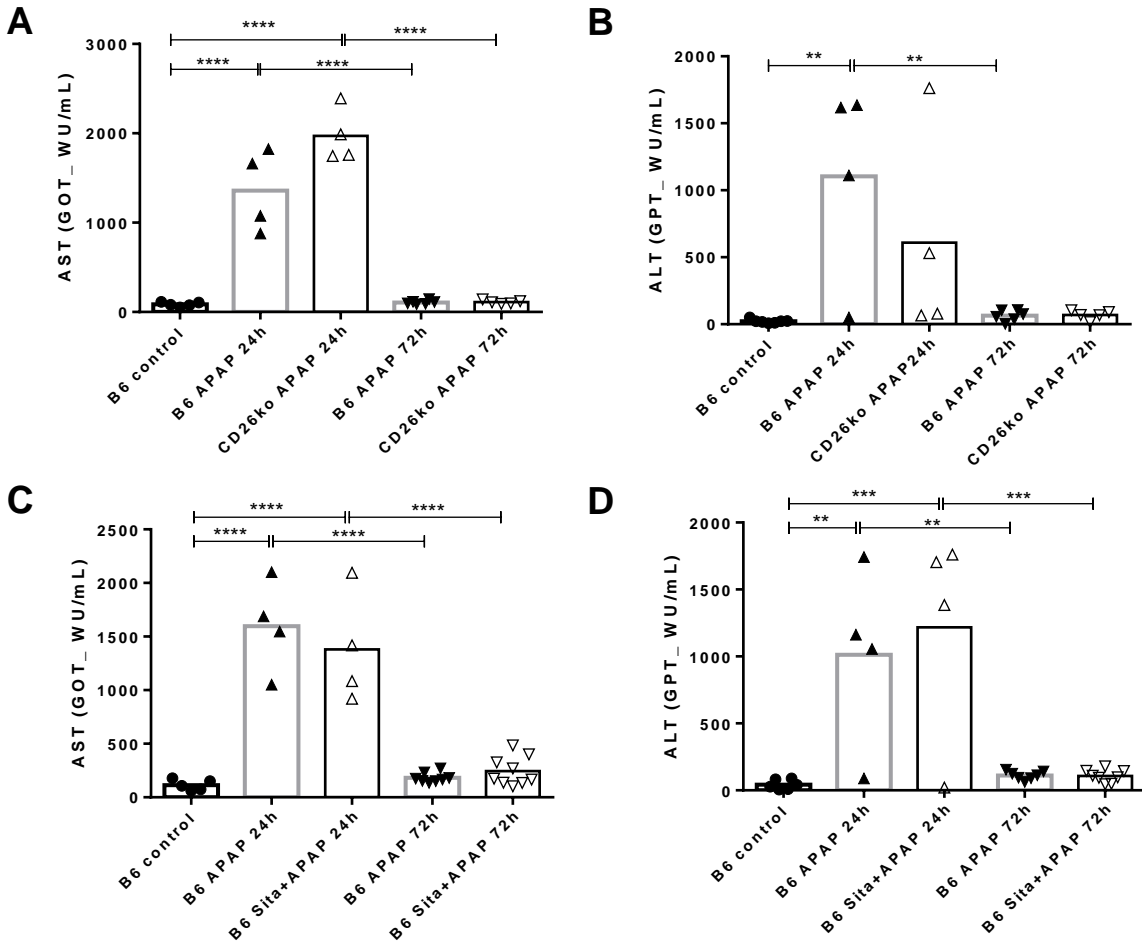 A
****
****
****
****
AST (GOT_ WU/mL)
3000
2000
1000
0
B6 control
B6 APAP 24h
CD26ko APAP 24h
B6 APAP 72h
CD26ko APAP 72h
B
**
**
ALT (GPT_ WU/mL)
2000
1500
1000
500
0
B6 control
B6 APAP 24h
CD26ko APAP24h
B6 APAP 72h
CD26ko APAP 72h
C
****
****
****
****
AST (GOT_ WU/mL)
2500
2000
1500
1000
500
0
B6 control
B6 APAP 24h
B6 Sita+APAP 24h
B6 APAP 72h
B6 Sita+APAP 72h
D
***
***
**
**
ALT (GPT_ WU/mL)
2000
1500
1000
500
0
B6 control
B6 APAP 24h
B6 Sita+APAP 24h
B6 APAP 72h
B6 Sita+APAP 72h